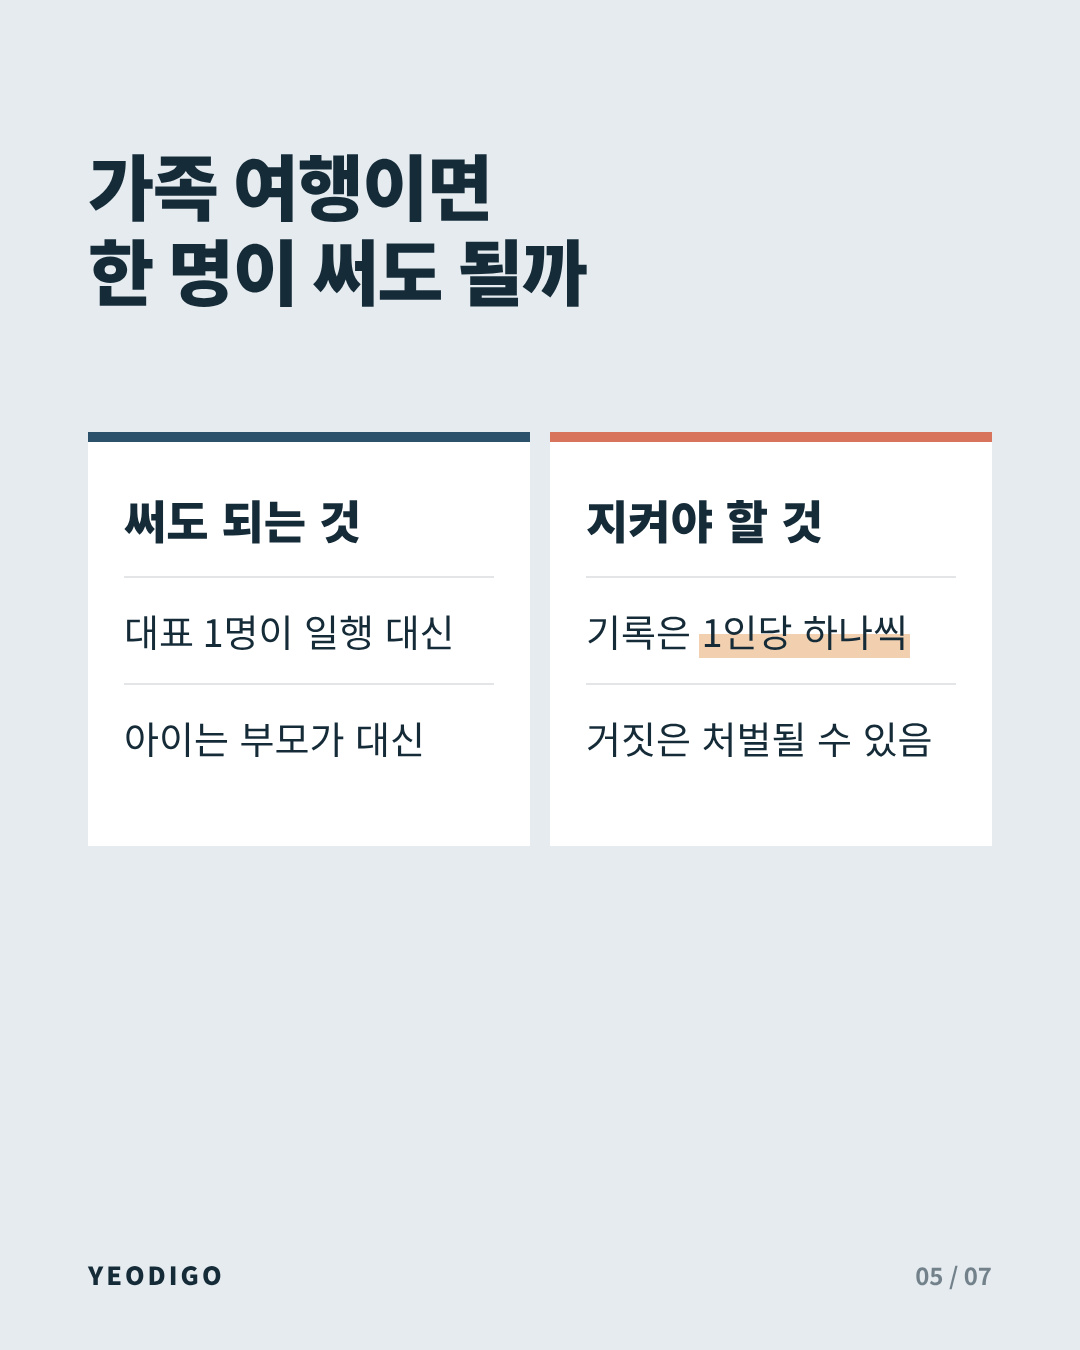 가족 여행이면
한 명이 써도 될까
써도 되는 것
대표 1명이 일행 대신
아이는 부모가 대신
지켜야 할 것
기록은 1인당 하나씩
거짓은 처벌될 수 있음
YEODIGO
05 / 07